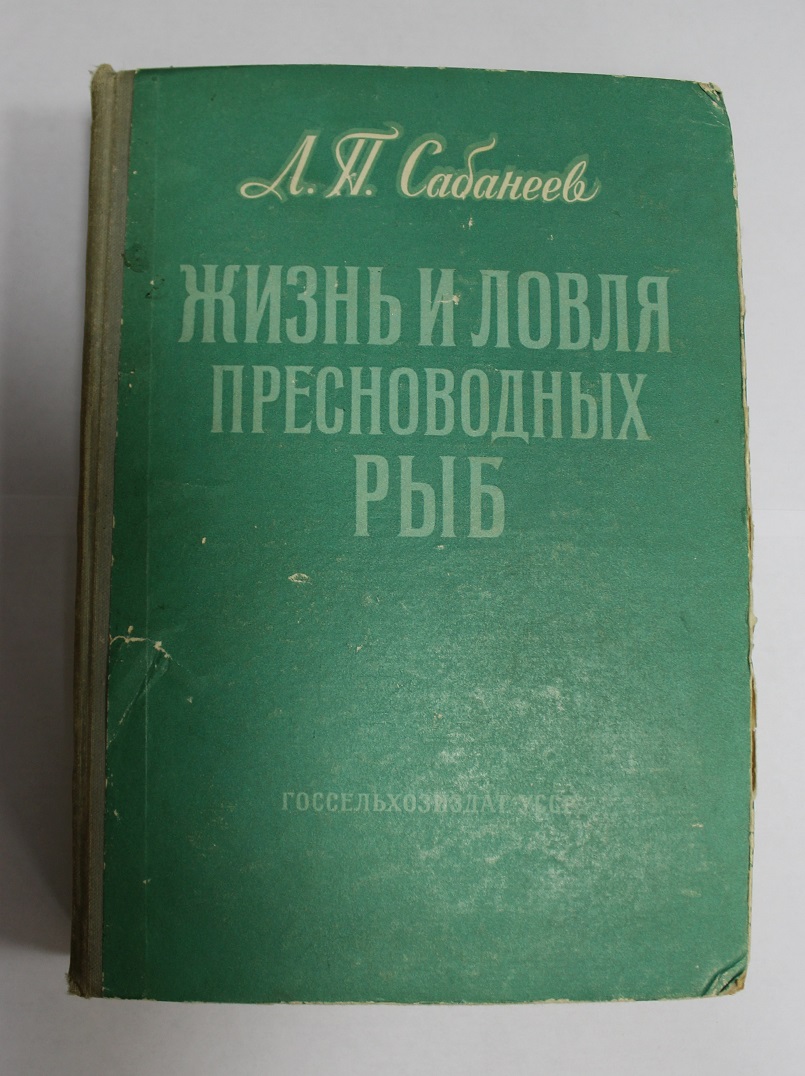 Л. П. Сабанеев
ЖИЗНЬ И ЛОВЛЯ
ПРЕСНОВОДНЫХ
РЫБ
ГОССЕЛЬХОЗИЗДАТ УССР